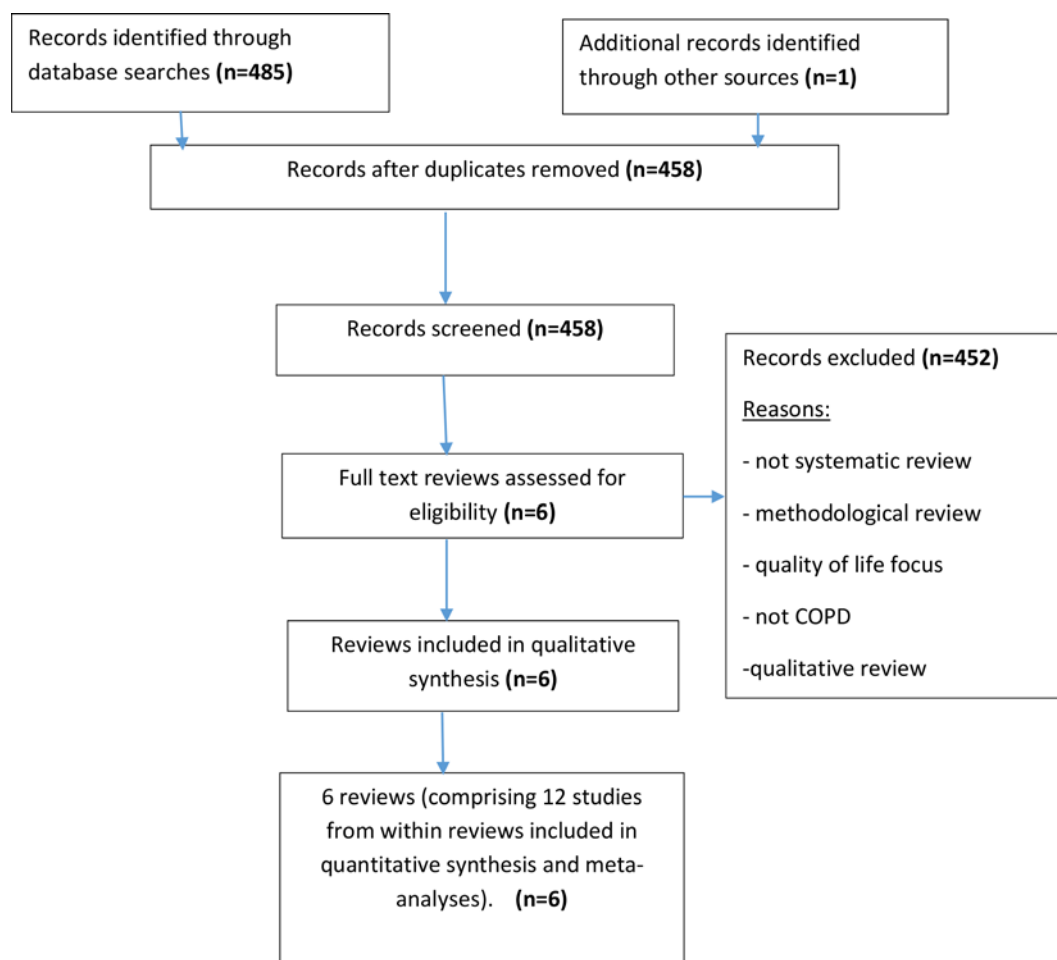 Records identified through
database searches (n=485)
Additional records identified
through other sources (n=1)
Records after duplicates removed (n=458)
Records screened (n=458)
Records excluded (n=452)
Reasons:
- not systematic review
- methodological review
- quality of life focus
- not COPD
-qualitative review
Full text reviews assessed for
eligibility (n=6)
Reviews included in qualitative
synthesis (n=6)
6 reviews (comprising 12 studies
from within reviews included in
quantitative synthesis and meta-
analyses). (n=6)